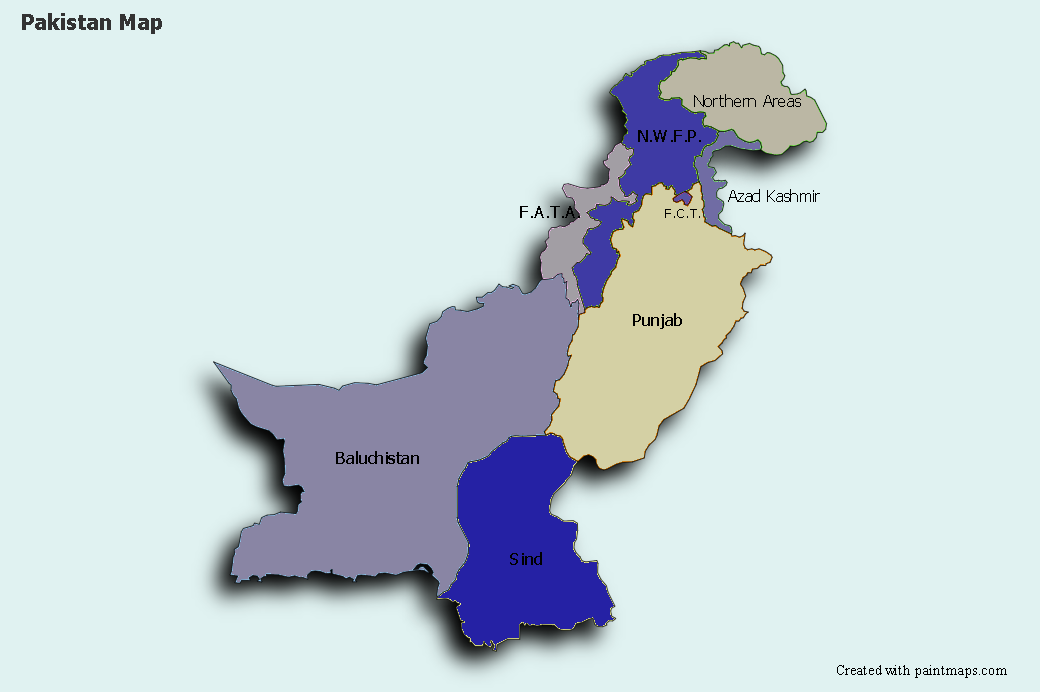 Pakistan Map
Northern Areas
N.W.F.P.
Azad Kashmir
F.A.T.A.
F.C.T.
Punjab
Baluchistan
Sind
Created with paintmaps.com